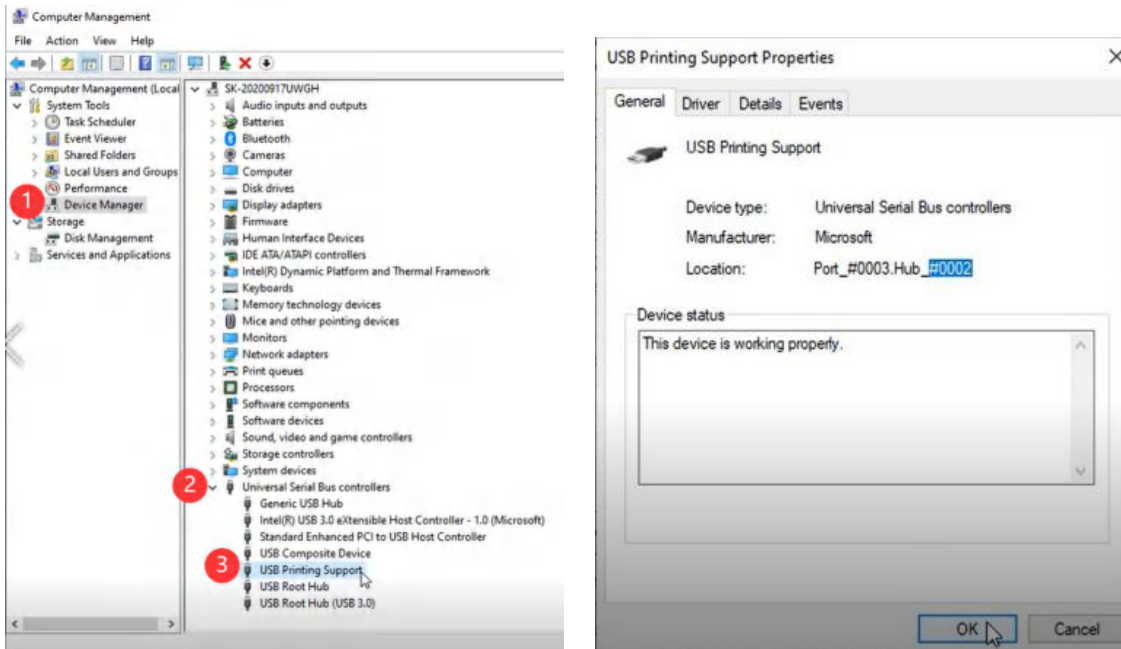 Computer Management
File Action View Help
Computer Management (Local
System Tools
Task Scheduler
Event Viewer
Shared Folders
Local Users and Groups
Performance
1
Device Manager
Storage
Disk Management
Services and Applications
SK-20200917UWGH
Audio inputs and outputs
Batteries
Bluetooth
Cameras
Computer
Disk drives
Display adapters
Firmware
Human Interface Devices
IDE ATA/ATAPI controllers
Intel(R) Dynamic Platform and Thermal Framework
Keyboards
Memory technology devices
Mice and other pointing devices
Monitors
Network adapters
Print queues
Processors
Software components
Software devices
Sound, video and game controllers
Storage controllers
System devices
2
Universal Serial Bus controllers
Generic USB Hub
Intel(R) USB 3.0 eXtensible Host Controller - 1.0 (Microsoft)
Standard Enhanced PCI to USB Host Controller
USB Composite Device
3
USB Printing Support
USB Root Hub
USB Root Hub (USB 3.0)
USB Printing Support Properties
General Driver Details Events
USB Printing Support
Device type: Universal Serial Bus controllers
Manufacturer: Microsoft
Location: Port_#0003.Hub_#0002
Device status
This device is working properly.
OK Cancel